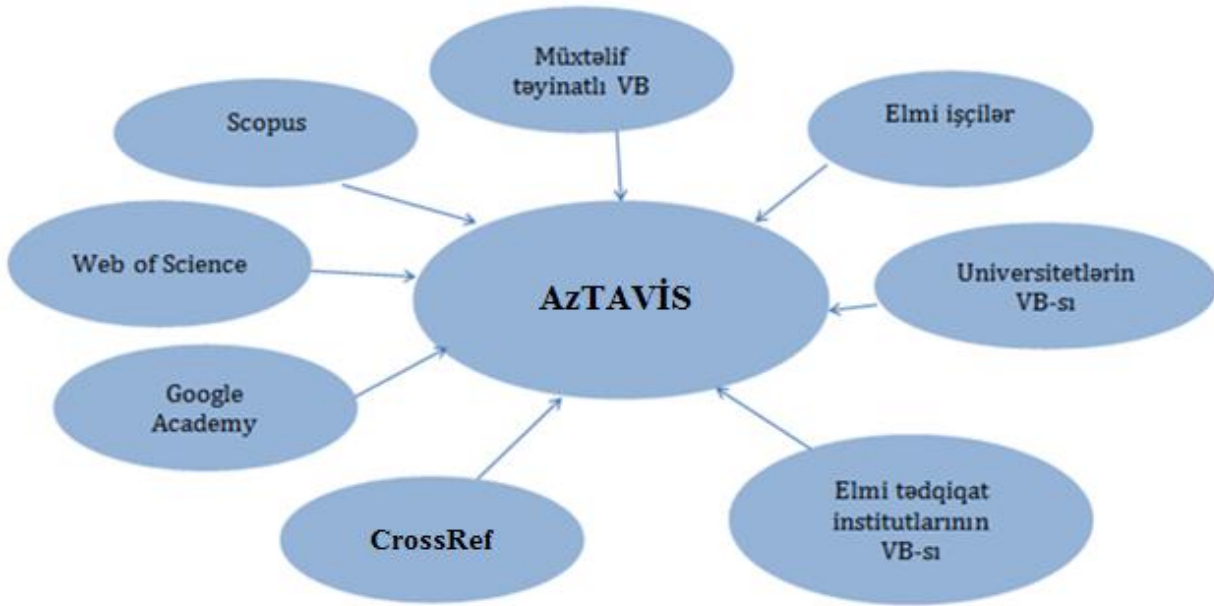 Müxtəlif
təyinatlı VB
Scopus
Elmi işçilər
Web of Science
AzTAVİS
Universitetlərin
VB-sı
Google
Academy
CrossRef
Elmi tədqiqat
institutlarının
VB-sı